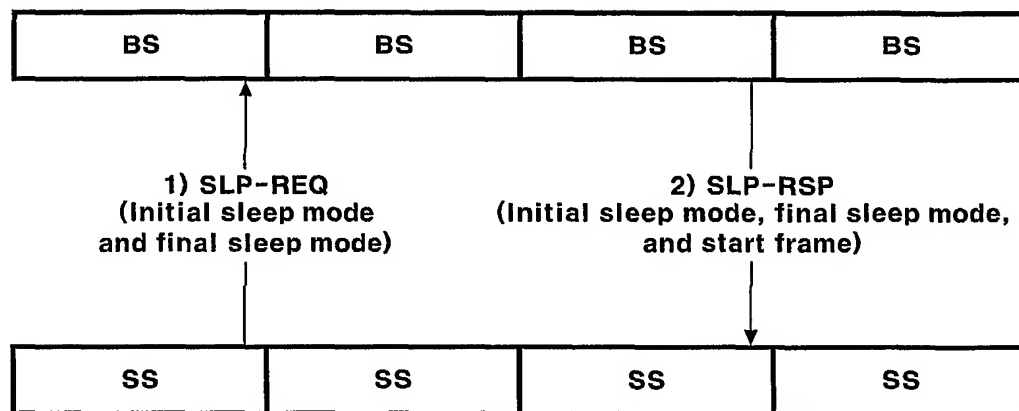 BS BS BS BS
1) SLP-REQ
(Initial sleep mode
and final sleep mode)
2) SLP-RSP
(Initial sleep mode, final sleep mode,
and start frame)
SS SS SS SS